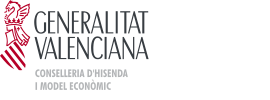 GENERALITAT
VALENCIANA
CONSELLERIA D'HISENDA
I MODEL ECONÒMIC